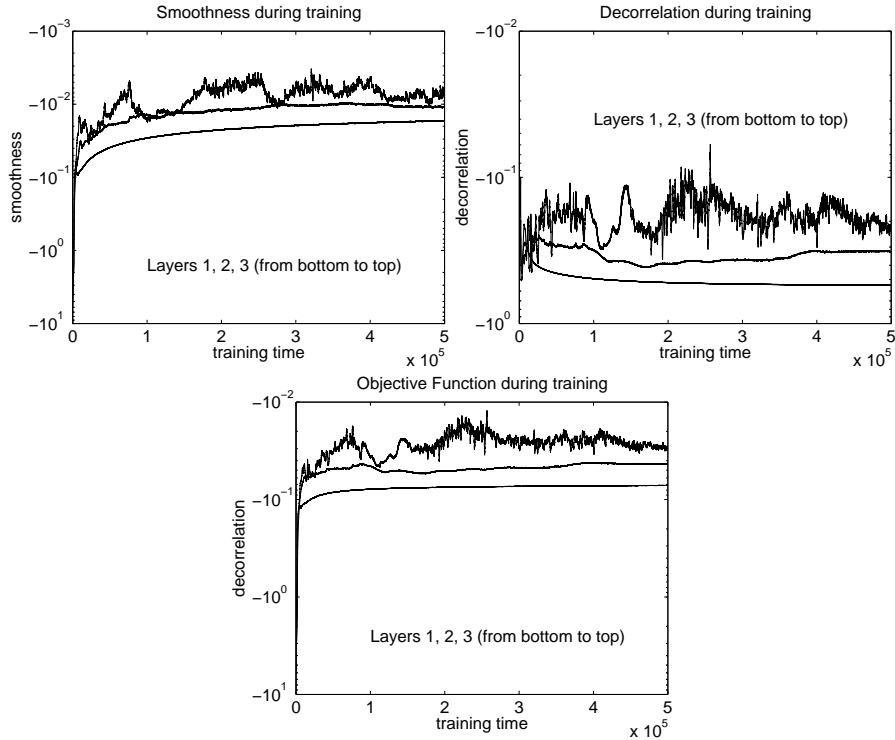 Smoothness during training
−10^−3
−10^−2
−10^−1
−10^0
−10^1
smoothness
Layers 1, 2, 3 (from bottom to top)
0 1 2 3 4 5
training time
x 10^5
Decorrelation during training
−10^−2
−10^−1
−10^0
decorrelation
Layers 1, 2, 3 (from bottom to top)
0 1 2 3 4 5
training time
x 10^5
Objective Function during training
−10^−2
−10^−1
−10^0
−10^1
decorrelation
Layers 1, 2, 3 (from bottom to top)
0 1 2 3 4 5
training time
x 10^5